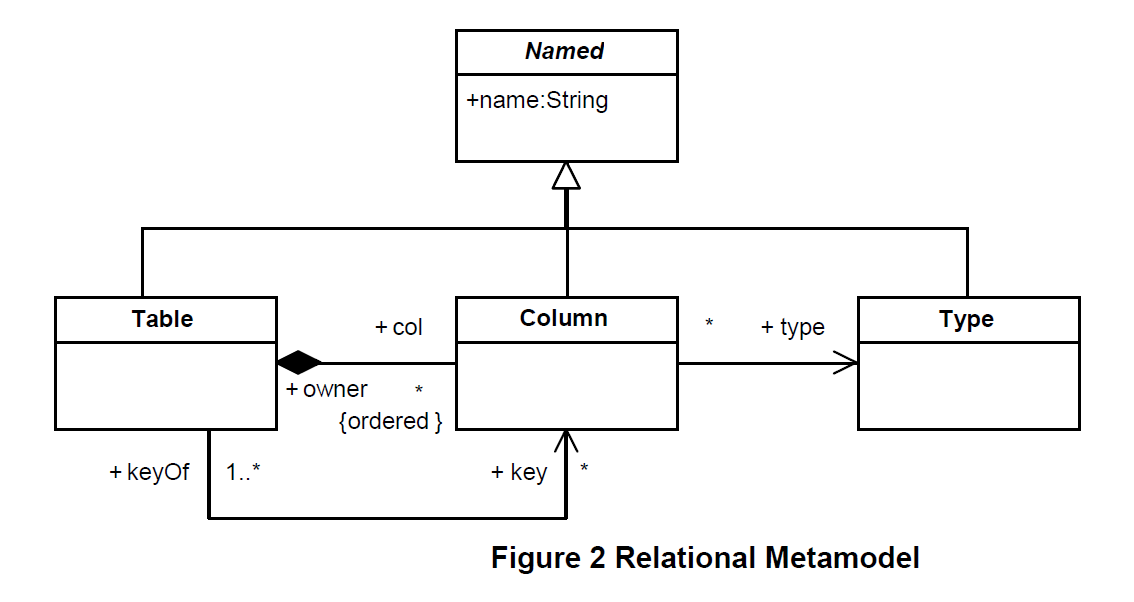 Named
+name:String
Table
Column
Type
+ col
* + type
+ owner *
{ordered }
+ keyOf 1..* + key *
Figure 2 Relational Metamodel